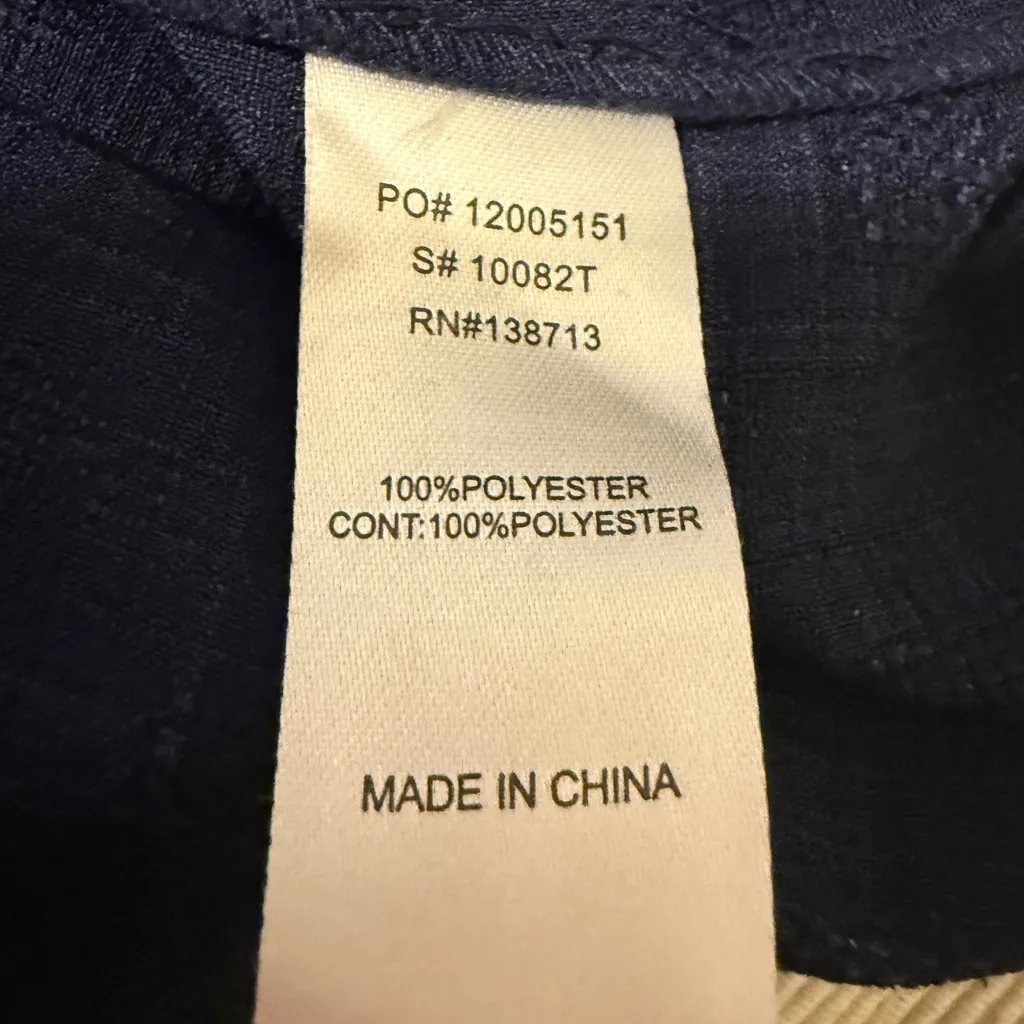 PO# 12005151
S# 10082T
RN#138713
100%POLYESTER
CONT:100%POLYESTER
MADE IN CHINA